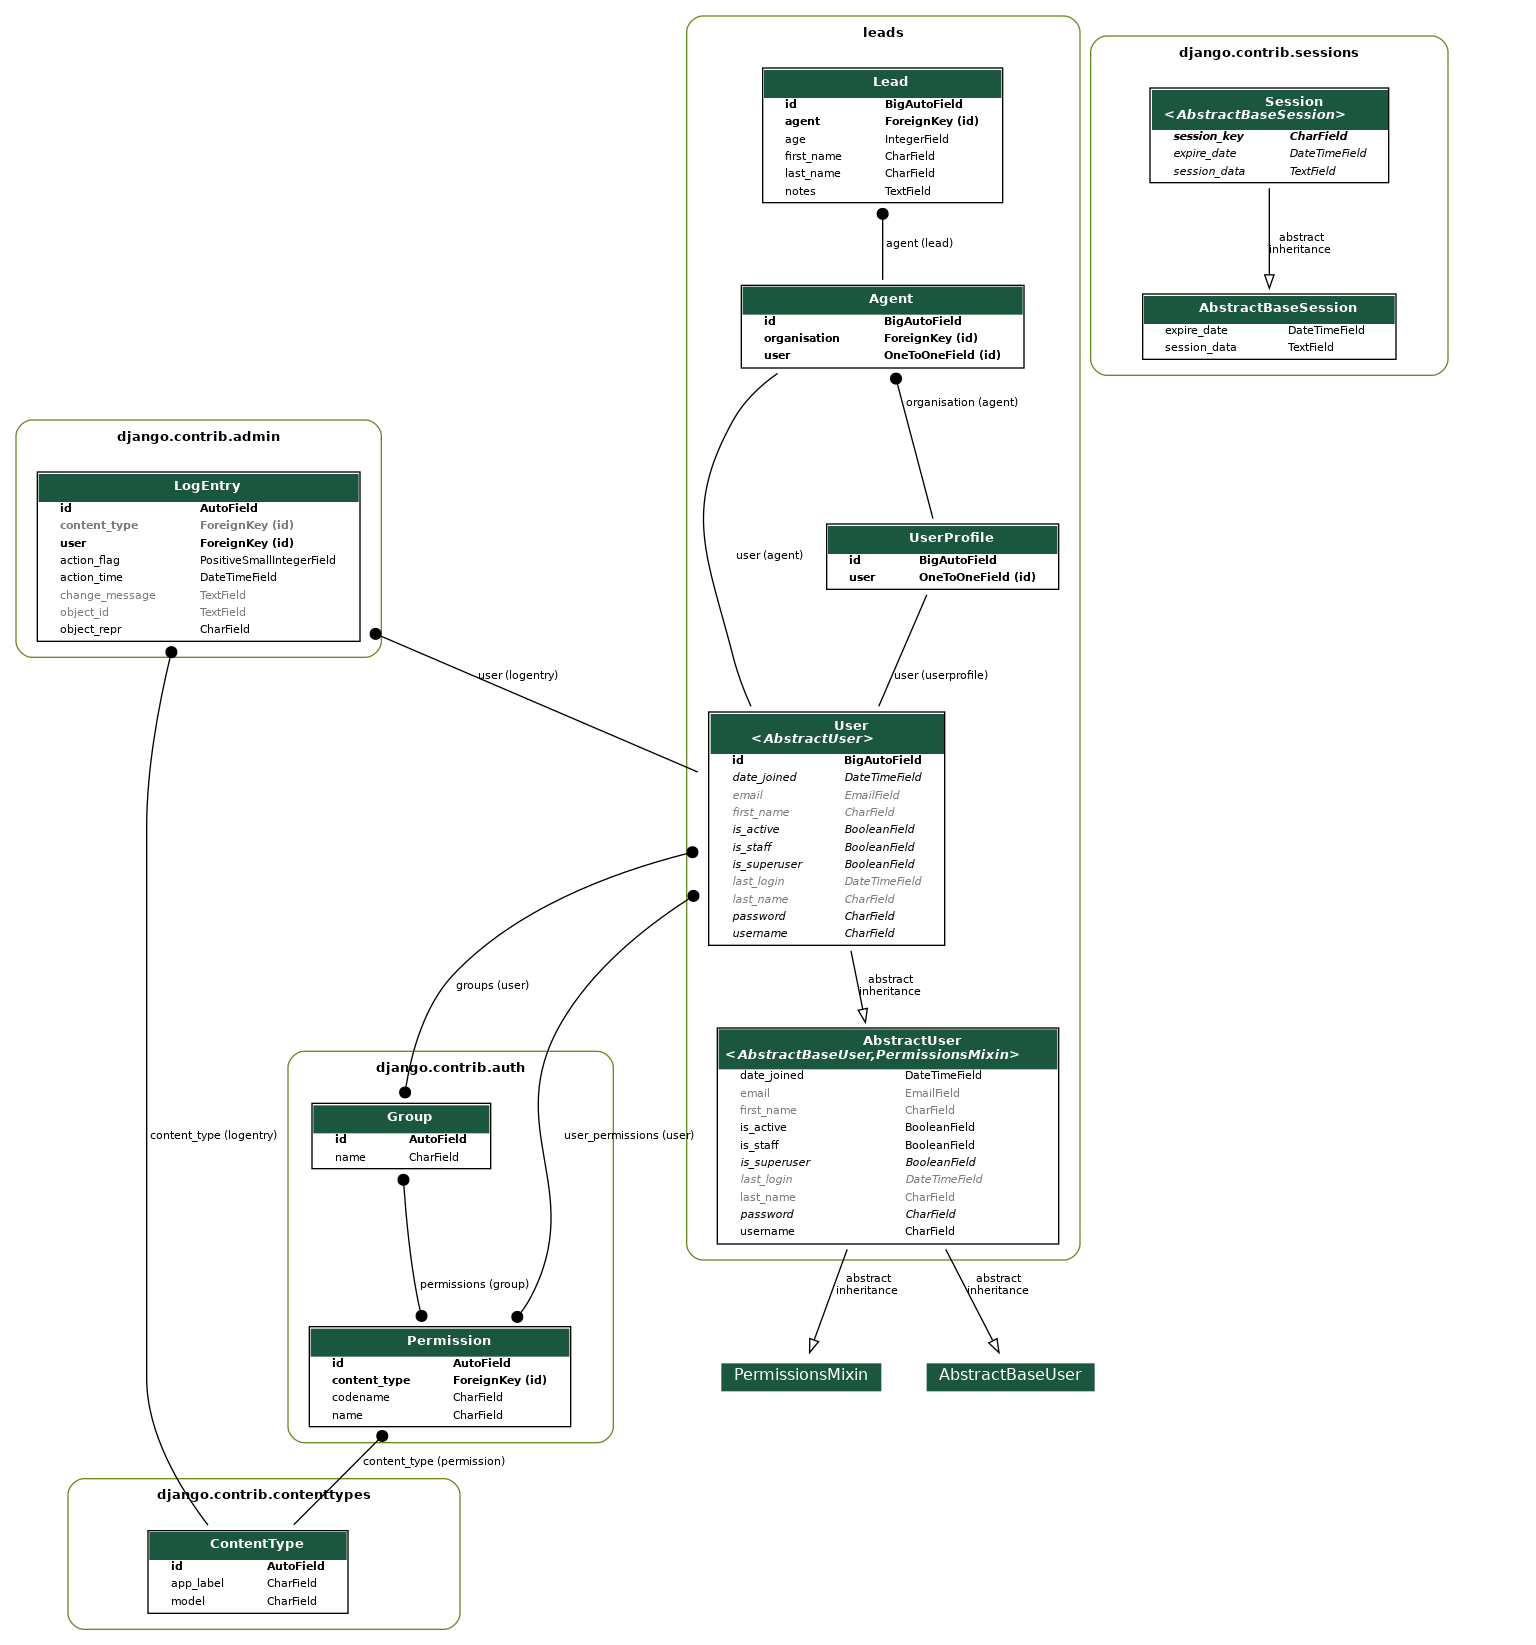 leads
Lead
id BigAutoField
agent ForeignKey (id)
age IntegerField
first_name CharField
last_name CharField
notes TextField
agent (lead)
Agent
id BigAutoField
organisation ForeignKey (id)
user OneToOneField (id)
organisation (agent)
user (agent)
UserProfile
id BigAutoField
user OneToOneField (id)
user (userprofile)
User
<AbstractUser>
id BigAutoField
date_joined DateTimeField
email EmailField
first_name CharField
is_active BooleanField
is_staff BooleanField
is_superuser BooleanField
last_login DateTimeField
last_name CharField
password CharField
username CharField
abstract
inheritance
AbstractUser
<AbstractBaseUser,PermissionsMixin>
date_joined DateTimeField
email EmailField
first_name CharField
is_active BooleanField
is_staff BooleanField
is_superuser BooleanField
last_login DateTimeField
last_name CharField
password CharField
username CharField
abstract
inheritance
abstract
inheritance
PermissionsMixin
AbstractBaseUser
django.contrib.sessions
Session
<AbstractBaseSession>
session_key CharField
expire_date DateTimeField
session_data TextField
abstract
inheritance
AbstractBaseSession
expire_date DateTimeField
session_data TextField
django.contrib.admin
LogEntry
id AutoField
content_type ForeignKey (id)
user ForeignKey (id)
action_flag PositiveSmallIntegerField
action_time DateTimeField
change_message TextField
object_id TextField
object_repr CharField
user (logentry)
groups (user)
content_type (logentry)
user_permissions (user)
django.contrib.auth
Group
id AutoField
name CharField
permissions (group)
Permission
id AutoField
content_type ForeignKey (id)
codename CharField
name CharField
content_type (permission)
django.contrib.contenttypes
ContentType
id AutoField
app_label CharField
model CharField